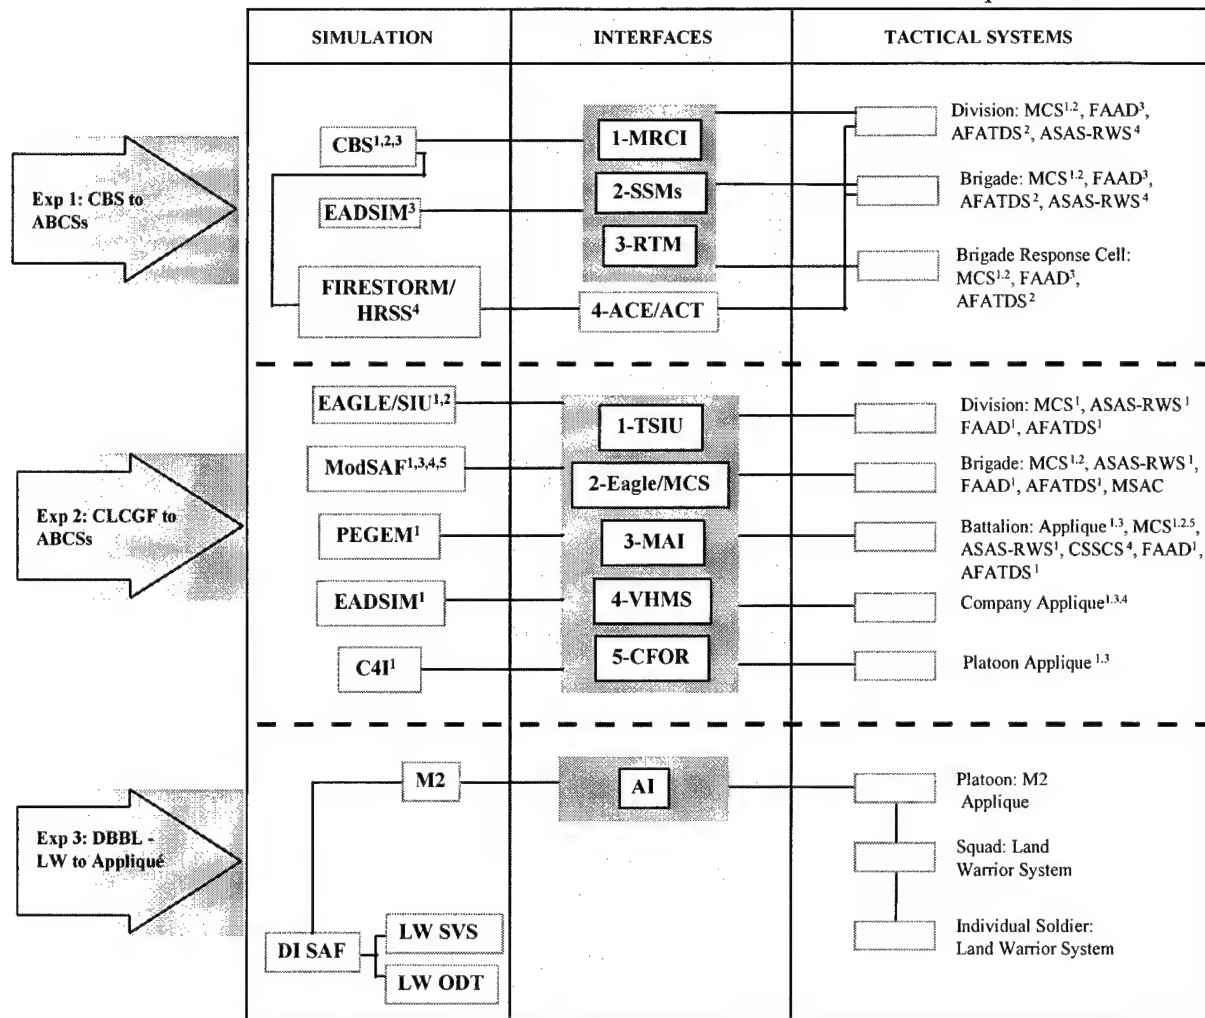 SIMULATION
INTERFACES
TACTICAL SYSTEMS
Exp 1: CBS to
ABCSs
CBS1,2,3
EADSIM3
FIRESTORM/
HRSS4
1-MRCI
2-SSMs
3-RTM
4-ACE/ACT
Division: MCS1,2, FAAD3,
AFATDS2, ASAS-RWS4
Brigade: MCS1,2, FAAD3,
AFATDS2, ASAS-RWS4
Brigade Response Cell:
MCS1,2, FAAD3,
AFATDS2
Exp 2: CLCGF to
ABCSs
EAGLE/SIU1,2
ModSAF1,3,4,5
PEGEM1
EADSIM1
C4I1
1-TSIU
2-Eagle/MCS
3-MAI
4-VHMS
5-CFOR
Division: MCS1, ASAS-RWS1
FAAD1, AFATDS1
Brigade: MCS1,2, ASAS-RWS1,
FAAD1, AFATDS1, MSAC
Battalion: Applique1,3, MCS1,2,5
ASAS-RWS1, CSSCS4, FAAD1,
AFATDS1
Company Applique1,3,4
Platoon Applique1,3
Exp 3: DBBL -
LW to Appliqué
M2
DI SAF
LW SVS
LW ODT
AI
Platoon: M2
Applique
Squad: Land
Warrior System
Individual Soldier:
Land Warrior System